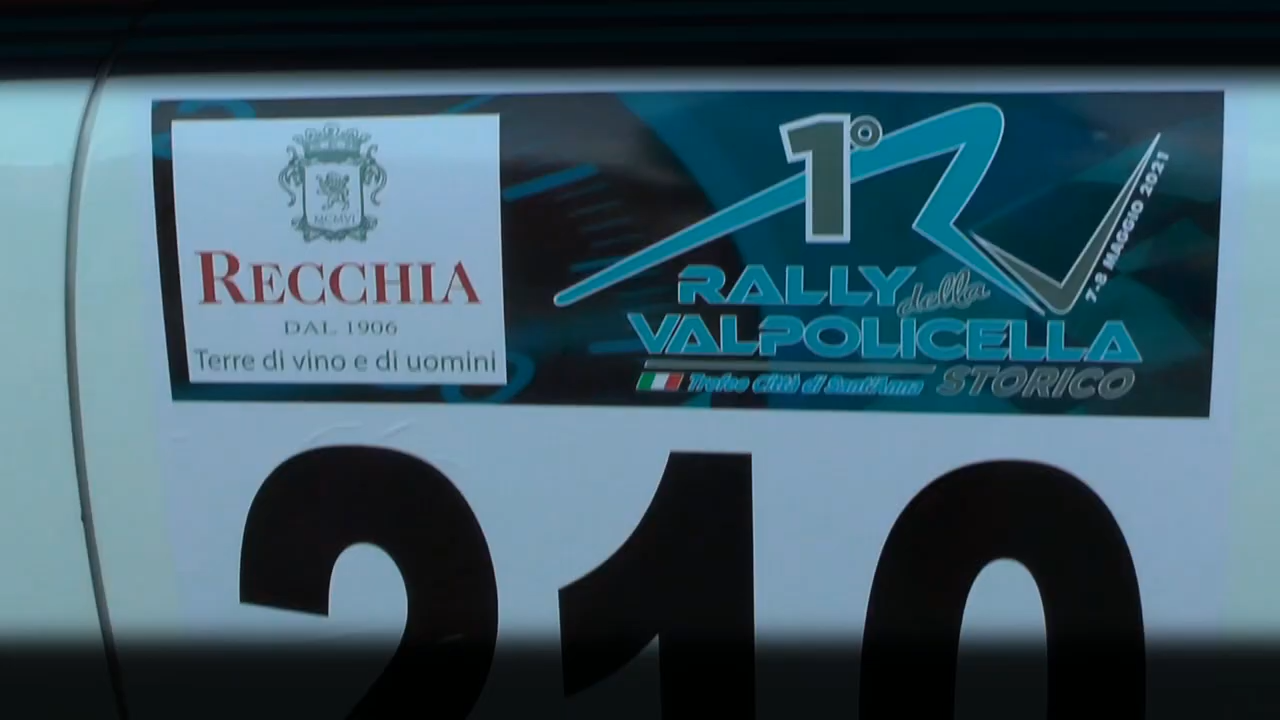 MCMVI
RECCHIA
DAL 1906
Terre di vino e di uomini
1°
RALLY della
VALPOLICELLA
STORICO
Trofeo Città di Sant'Anna
7-8 MAGGIO 2021
210